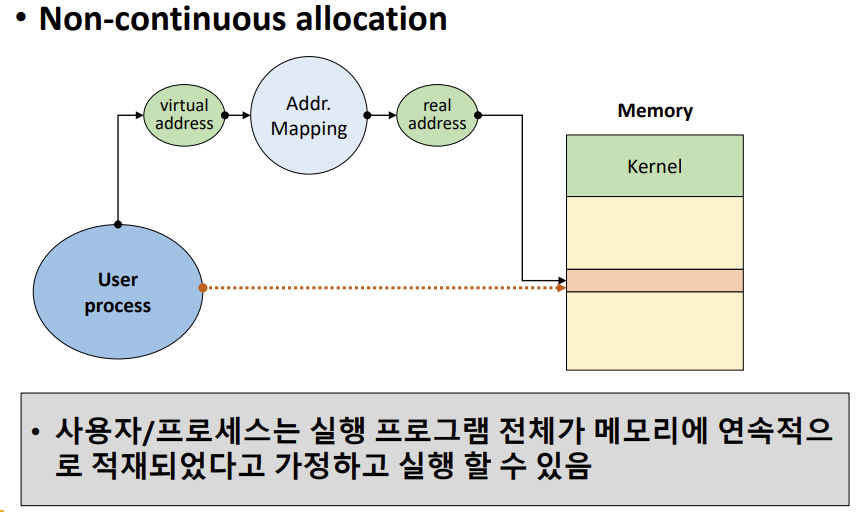 • Non-continuous allocation
virtual
address
Addr.
Mapping
real
address
Memory
Kernel
User
process
• 사용자/프로세스는 실행 프로그램 전체가 메모리에 연속적으
로 적재되었다고 가정하고 실행 할 수 있음